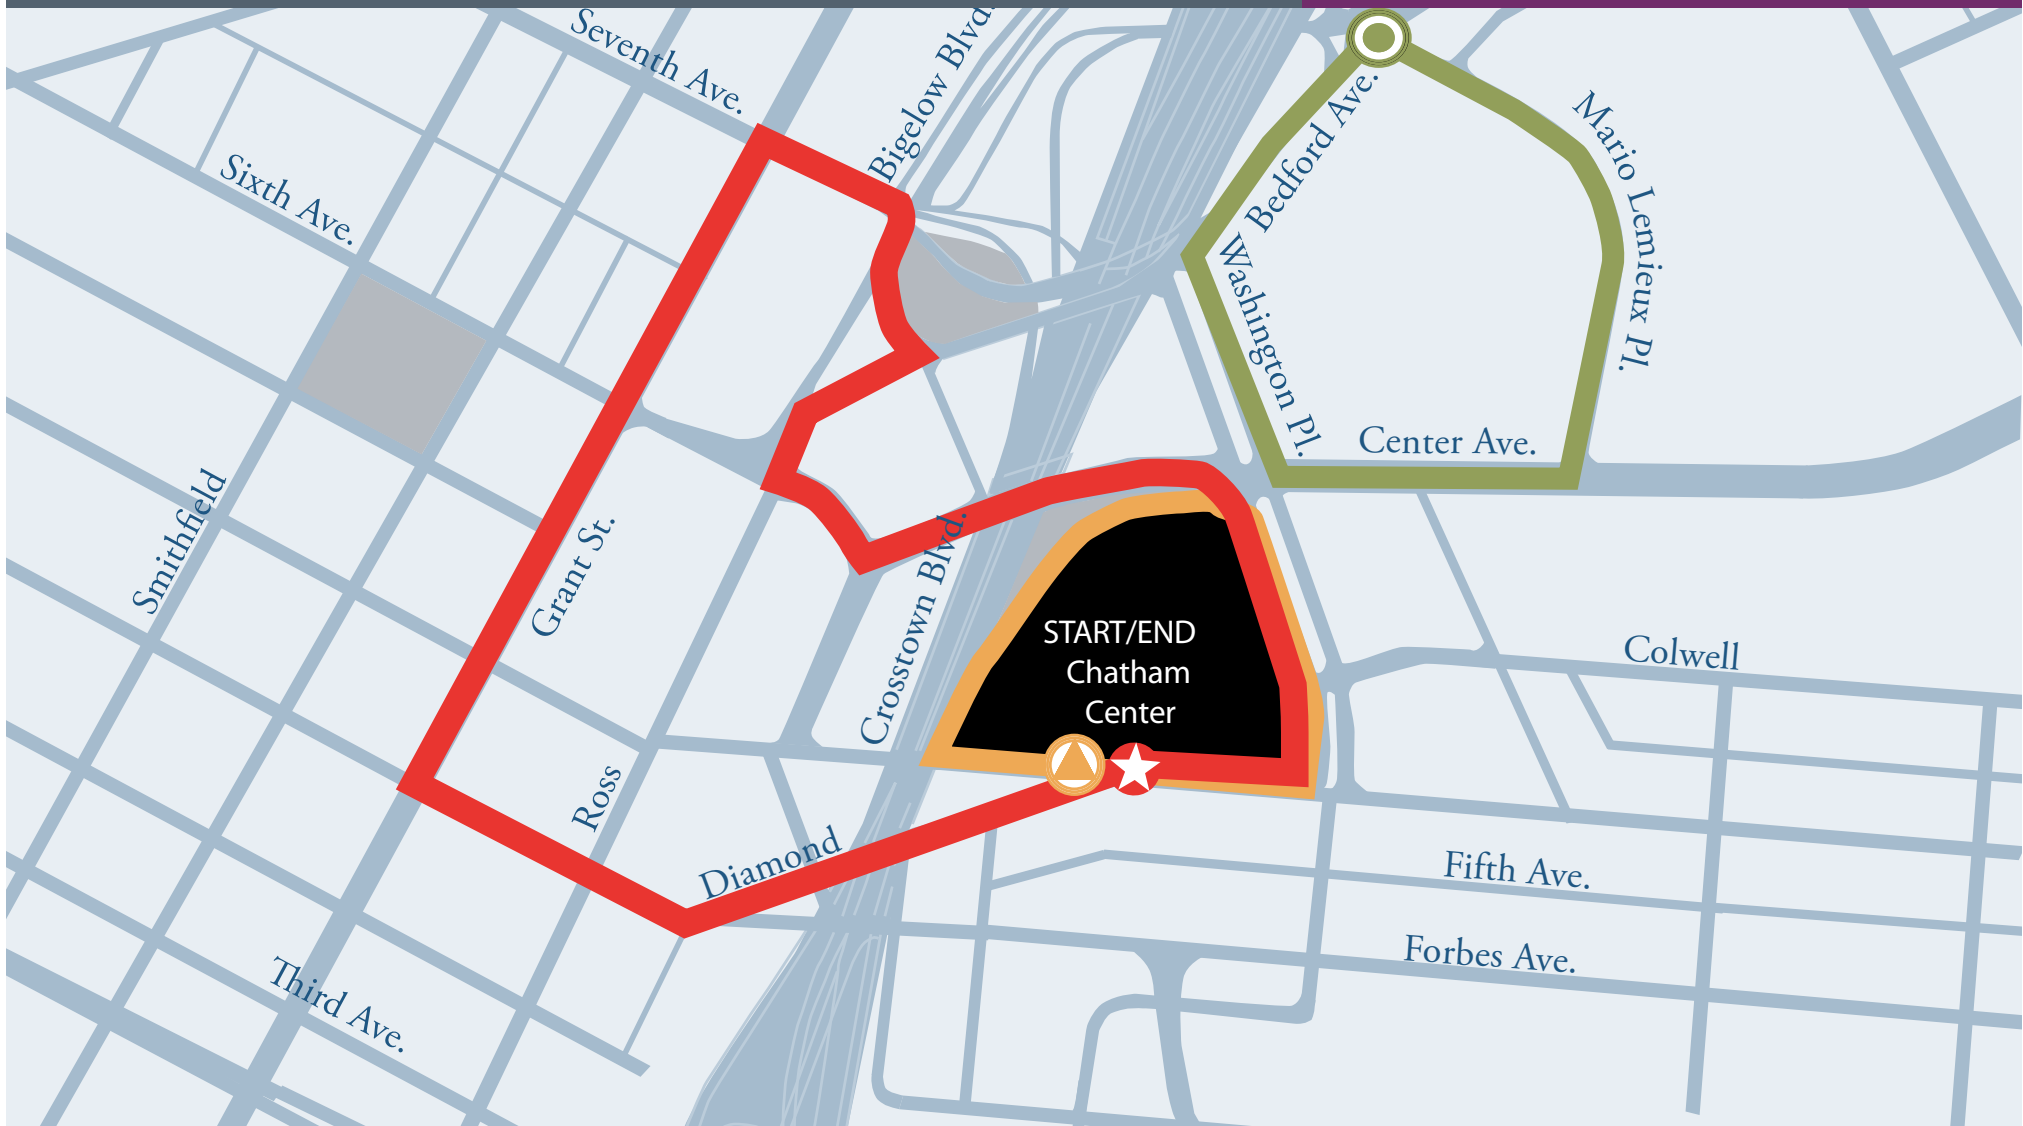 Seventh Ave.
Bigelow Blvd.
Bedford Ave.
Mario Lemieux Pl.
Sixth Ave.
Washington Pl.
Center Ave.
Smithfield
Grant St.
Crosstown Blvd.
START/END
Chatham
Center
Colwell
Ross
Diamond
Fifth Ave.
Forbes Ave.
Third Ave.